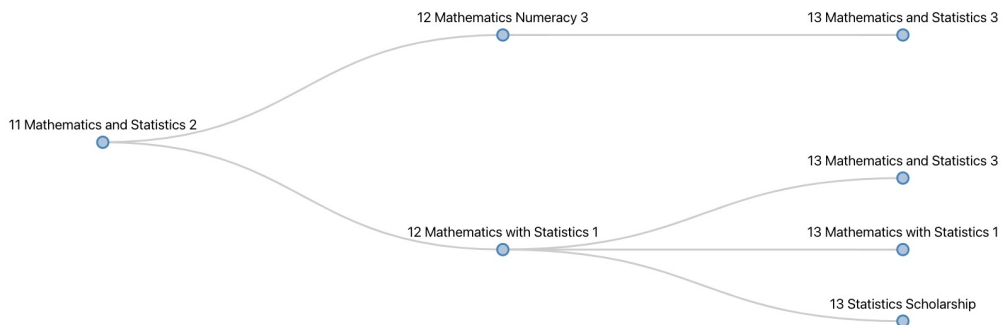 12 Mathematics Numeracy 3
13 Mathematics and Statistics 3
11 Mathematics and Statistics 2
13 Mathematics and Statistics 3
12 Mathematics with Statistics 1
13 Mathematics with Statistics 1
13 Statistics Scholarship